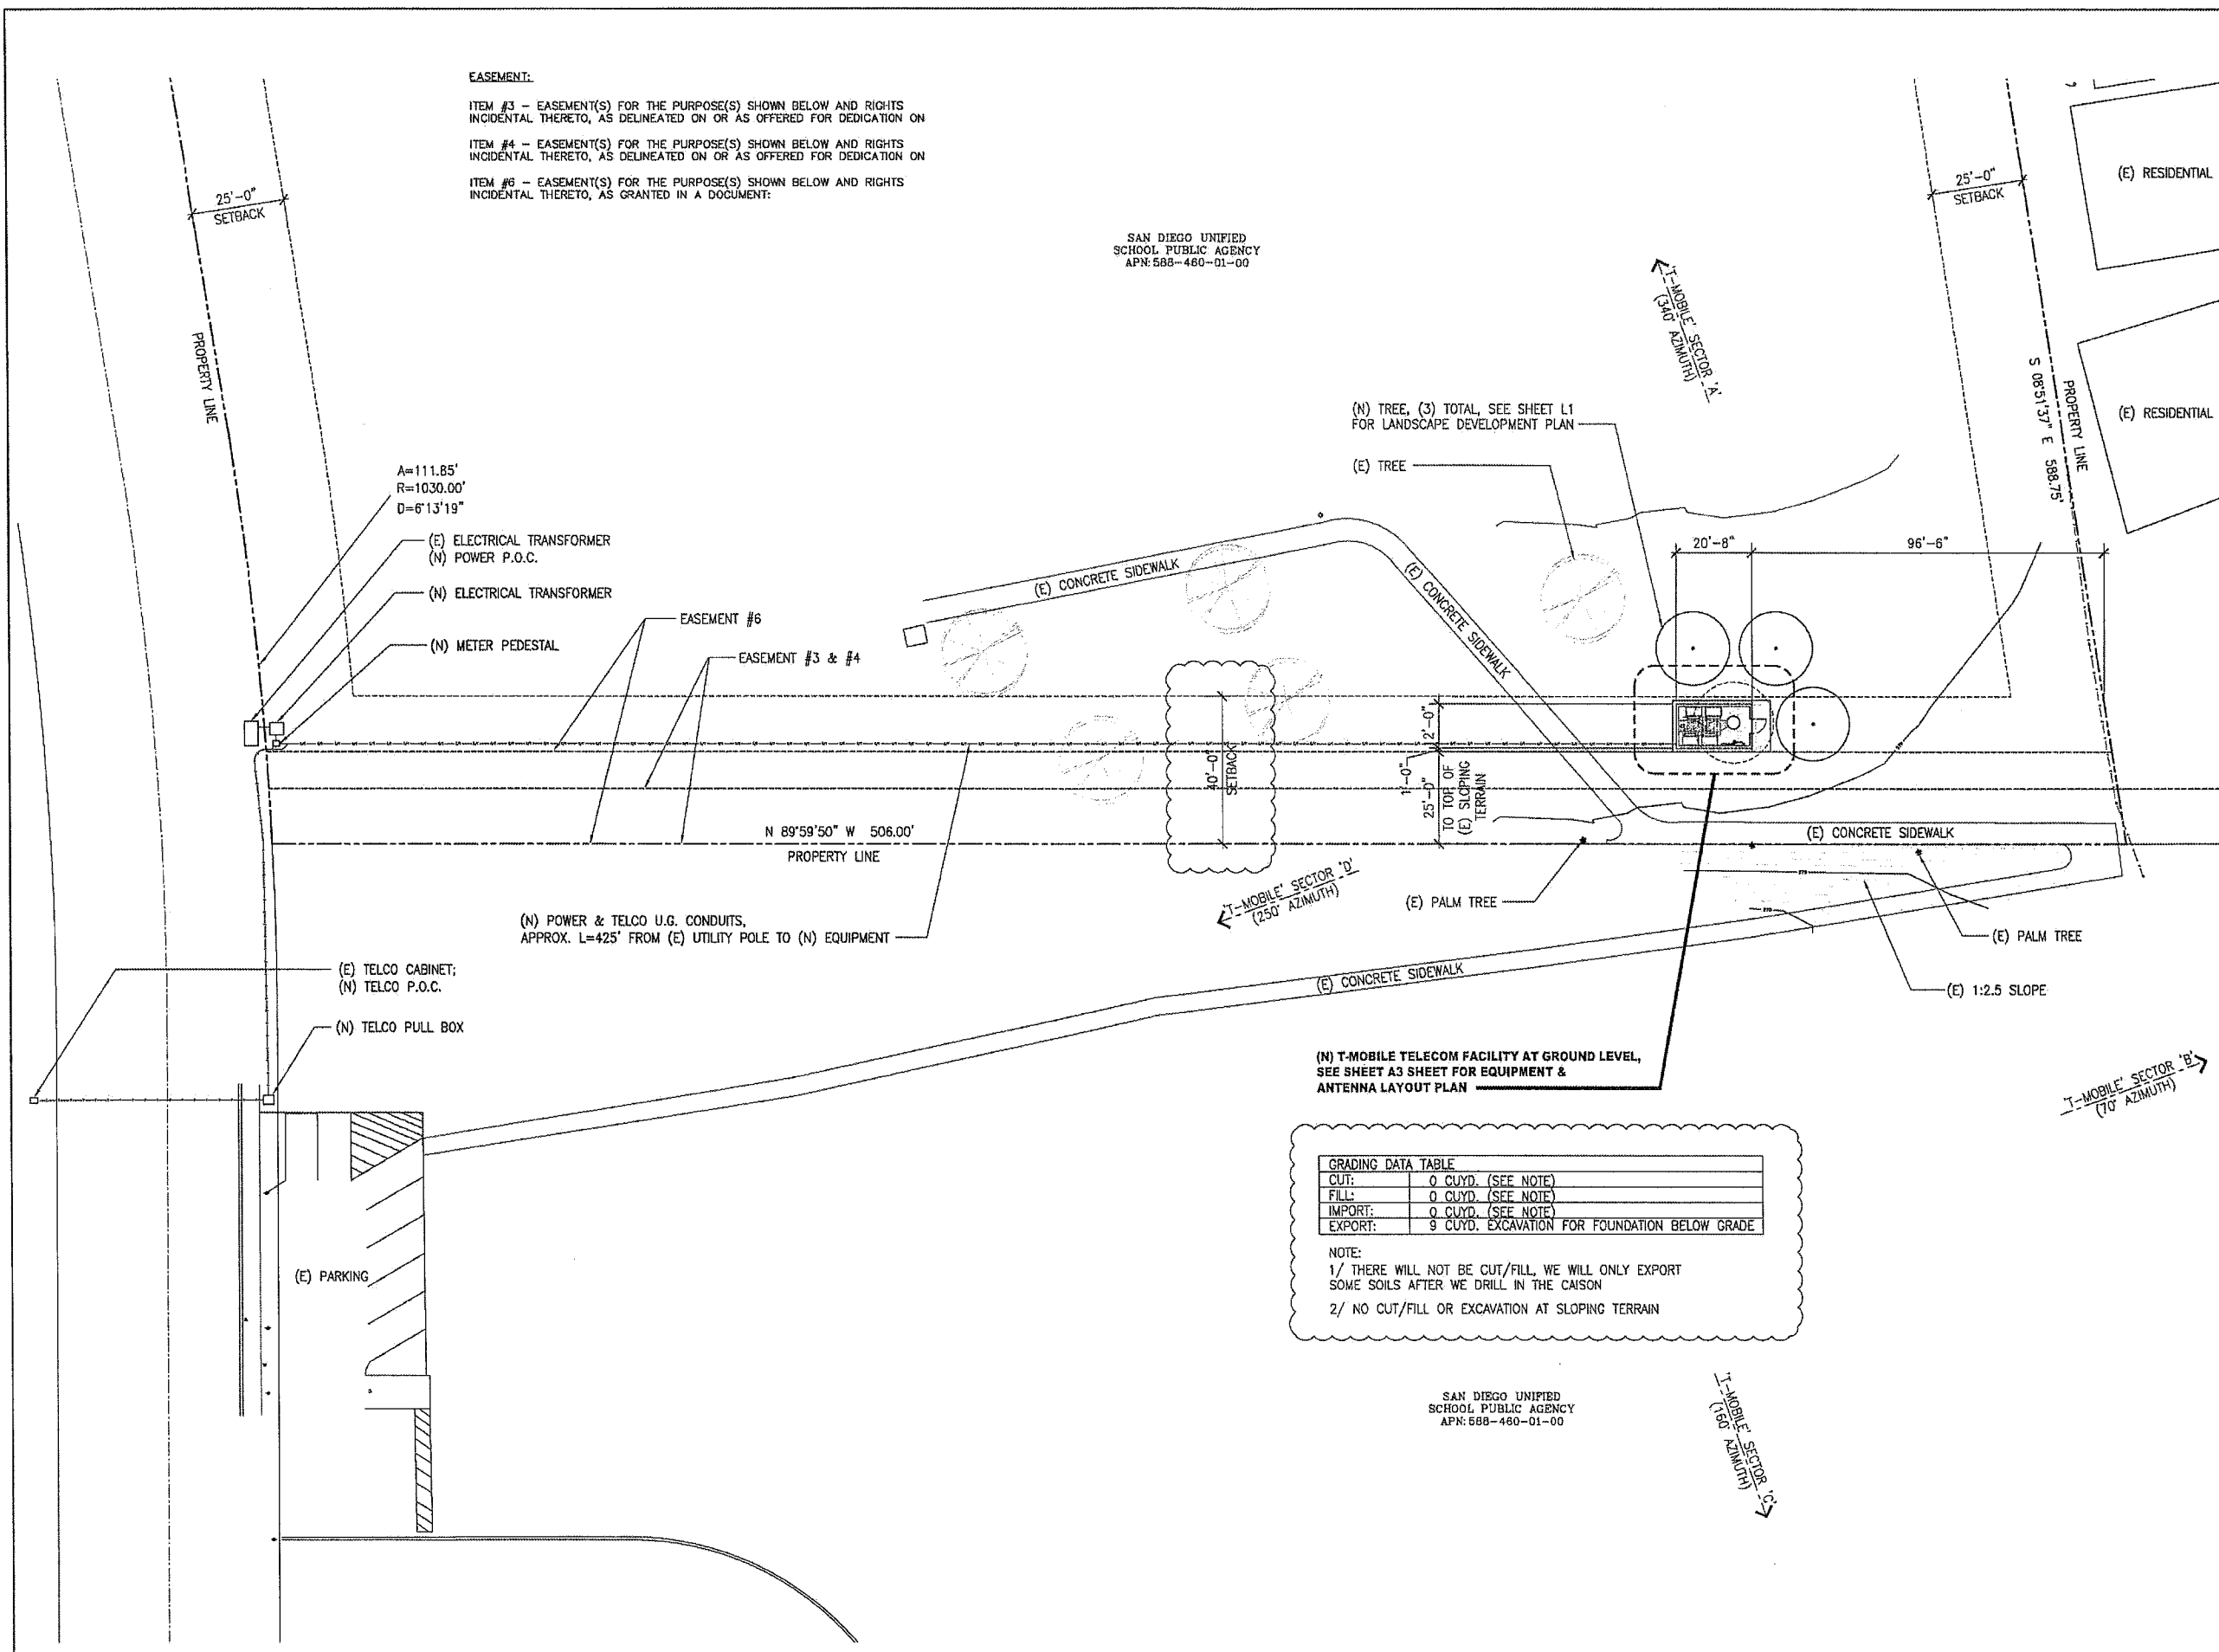 EASEMENT:
ITEM #3 – EASEMENT(S) FOR THE PURPOSE(S) SHOWN BELOW AND RIGHTS
INCIDENTAL THERETO, AS DELINEATED ON OR AS OFFERED FOR DEDICATION ON
ITEM #4 – EASEMENT(S) FOR THE PURPOSE(S) SHOWN BELOW AND RIGHTS
INCIDENTAL THERETO, AS DELINEATED ON OR AS OFFERED FOR DEDICATION ON
ITEM #6 – EASEMENT(S) FOR THE PURPOSE(S) SHOWN BELOW AND RIGHTS
INCIDENTAL THERETO, AS GRANTED IN A DOCUMENT:
25'-0"
SETBACK
25'-0"
SETBACK
(E) RESIDENTIAL
SAN DIEGO UNIFIED
SCHOOL PUBLIC AGENCY
APN: 588-460-01-00
'T-MOBILE' SECTOR 'A'
(340° AZIMUTH)
PROPERTY LINE
S 08°51'37" E 588.75'
PROPERTY LINE
(E) RESIDENTIAL
(N) TREE, (3) TOTAL, SEE SHEET L1
FOR LANDSCAPE DEVELOPMENT PLAN
(E) TREE
A=111.85'
R=1030.00'
D=6°13'19"
(E) ELECTRICAL TRANSFORMER
(N) POWER P.O.C.
(N) ELECTRICAL TRANSFORMER
(N) METER PEDESTAL
EASEMENT #6
EASEMENT #3 & #4
(E) CONCRETE SIDEWALK
(E) CONCRETE SIDEWALK
20'-8"
96'-6"
40'-0"
SETBACK
12'-0"
1'-0"
25'-0"
TO TOP OF
(E) SLOPING
TERRAIN
N 89°59'50" W 506.00'
PROPERTY LINE
(E) CONCRETE SIDEWALK
'T-MOBILE' SECTOR 'D'
(250° AZIMUTH)
(E) PALM TREE
(E) PALM TREE
(E) 1:2.5 SLOPE
(N) POWER & TELCO U.G. CONDUITS,
APPROX. L=425' FROM (E) UTILITY POLE TO (N) EQUIPMENT
(E) CONCRETE SIDEWALK
(E) TELCO CABINET;
(N) TELCO P.O.C.
(N) TELCO PULL BOX
(N) T-MOBILE TELECOM FACILITY AT GROUND LEVEL,
SEE SHEET A3 SHEET FOR EQUIPMENT &
ANTENNA LAYOUT PLAN
'T-MOBILE' SECTOR 'B'
(70° AZIMUTH)
GRADING DATA TABLE
CUT: 0 CUYD. (SEE NOTE)
FILL: 0 CUYD. (SEE NOTE)
IMPORT: 0 CUYD. (SEE NOTE)
EXPORT: 9 CUYD. EXCAVATION FOR FOUNDATION BELOW GRADE
NOTE:
1/ THERE WILL NOT BE CUT/FILL, WE WILL ONLY EXPORT
SOME SOILS AFTER WE DRILL IN THE CAISON
2/ NO CUT/FILL OR EXCAVATION AT SLOPING TERRAIN
(E) PARKING
SAN DIEGO UNIFIED
SCHOOL PUBLIC AGENCY
APN: 588-460-01-00
'T-MOBILE' SECTOR 'C'
(160° AZIMUTH)